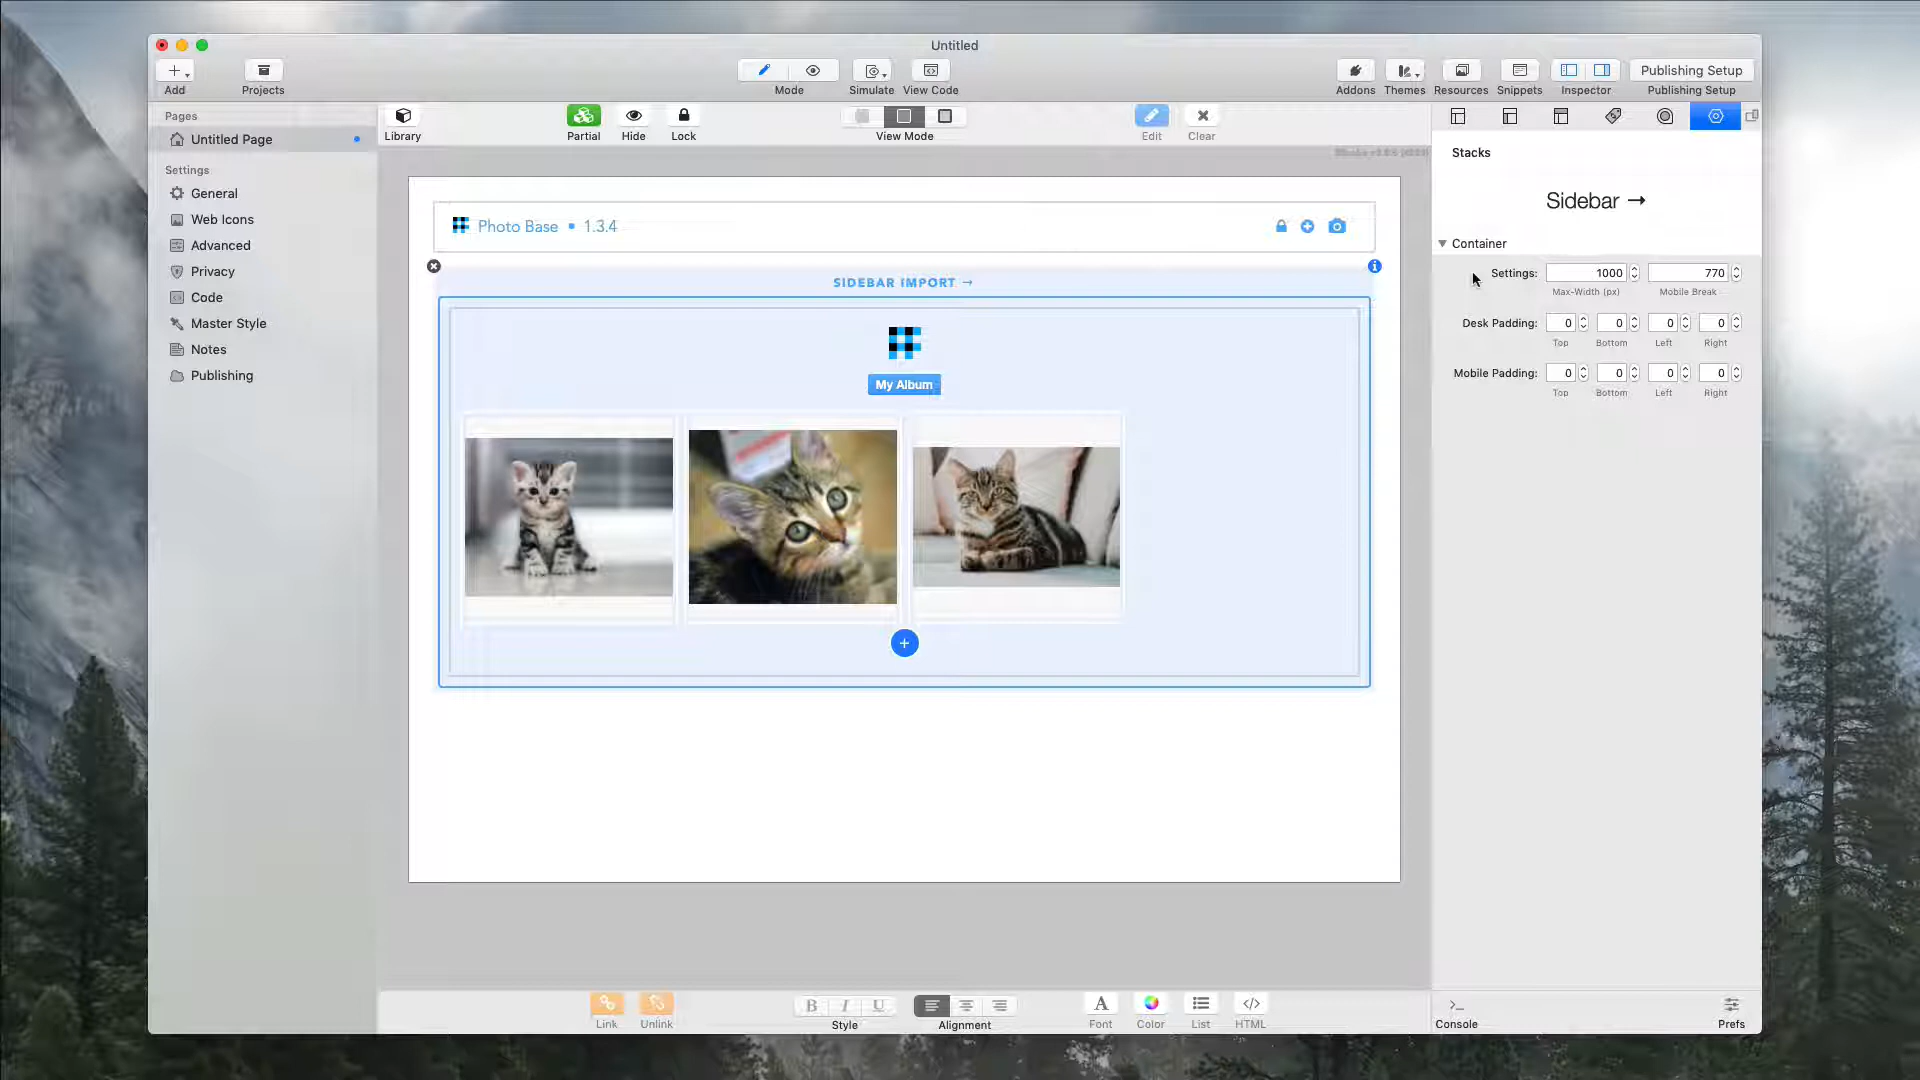 Untitled
Add
Projects
Mode
Simulate
View Code
Addons
Themes
Resources
Snippets
Inspector
Publishing Setup
Publishing Setup
Pages
Untitled Page
Settings
General
Web Icons
Advanced
Privacy
Code
Master Style
Notes
Publishing
Library
Partial
Hide
Lock
View Mode
Edit
Clear
Photo Base • 1.3.4
SIDEBAR IMPORT →
My Album
Stacks
Sidebar →
Container
Settings: 1000 770
Max-Width (px) Mobile Break
Desk Padding: 0 0 0 0
Top Bottom Left Right
Mobile Padding: 0 0 0 0
Top Bottom Left Right
Link
Unlink
B I U
Style
Alignment
A
Font
Color
List
HTML
Console
Prefs